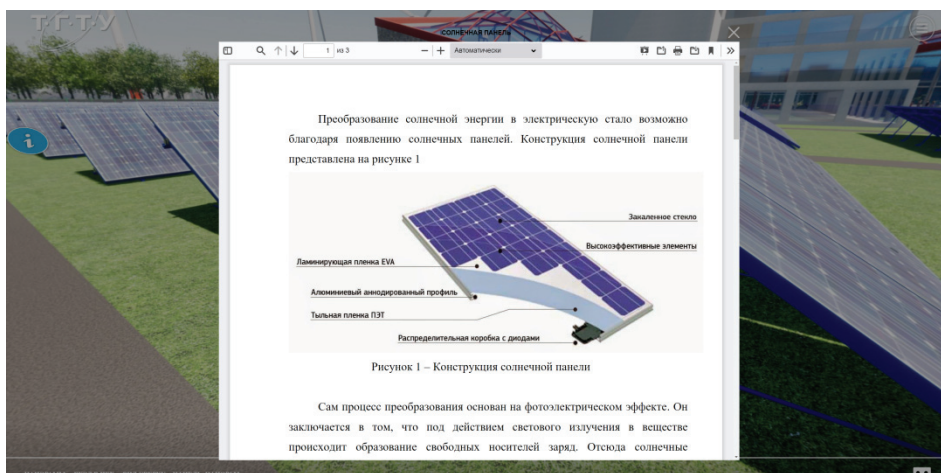 ТГТУ
СОЛНЕЧНАЯ ПАНЕЛЬ
1 из 3
Автоматически
Преобразование солнечной энергии в электрическую стало возможно
благодаря появлению солнечных панелей. Конструкция солнечной панели
представлена на рисунке 1
Закаленное стекло
Высокоэффективные элементы
Ламинирующая пленка EVA
Алюминиевый аннодированный профиль
Тыльная пленка ПЭТ
Распределительная коробка с диодами
Рисунок 1 – Конструкция солнечной панели
Сам процесс преобразования основан на фотоэлектрическом эффекте. Он
заключается в том, что под действием светового излучения в веществе
происходит образование свободных носителей заряд. Отсюда солнечные